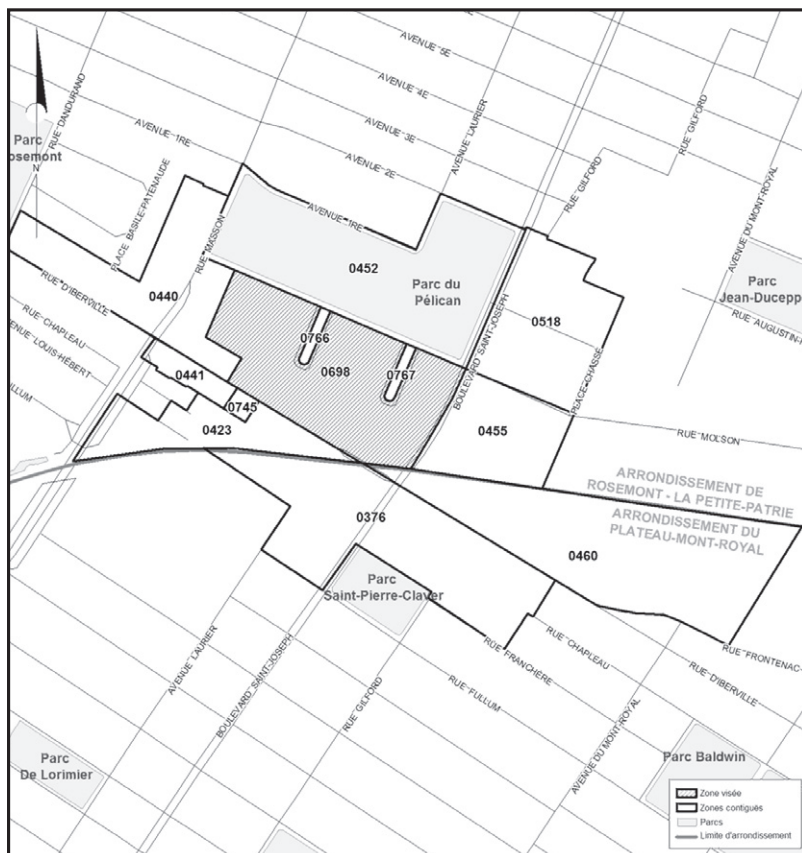 AVENUE 5E
AVENUE 4E
AVENUE 3E
AVENUE 2E
AVENUE 1RE
RUE DANDURAND
Parc
osemont
N
PLACE BASILE-PATENAUDE
RUE MASSON
AVENUE LAURIER
RUE GILFORD
RUE GILFORD
AVENUE DU MONT-ROYAL
AVENUE 1RE
0452
Parc du
Pélican
Parc
Jean-Ducepp
RUE AUGUSTIN-F
RUE D'IBERVILLE
0440
RUE CHAPLEAU
VENUE LOUIS-HÉBERT
FULLUM
0766
0698
0767
BOULEVARD SAINT-JOSEPH
0518
PLACE CHASSÉ
0441
0745
0423
0455
RUE MOLSON
ARRONDISSEMENT DE
ROSEMONT - LA PETITE-PATRIE
ARRONDISSEMENT DU
PLATEAU-MONT-ROYAL
0376
0460
Parc
Saint-Pierre-Claver
RUE FRANCHÈRE
RUE CHAPLEAU
RUE FRONTENAC-
RUE D'IBERVILLE
RUE FULLUM
AVENUE LAURIER
BOULEVARD SAINT-JOSEPH
RUE GILFORD
AVENUE DU MONT-ROYAL
Parc
De Lorimier
Parc Baldwin
Zone visée
Zones contiguës
Parcs
Limite d'arrondissement